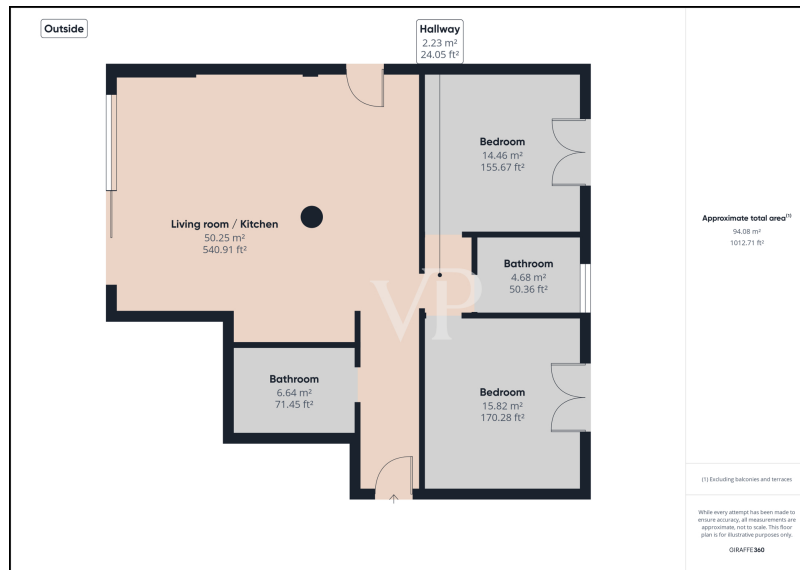 Outside
Hallway
2.23 m²
24.05 ft²
Bedroom
14.46 m²
155.67 ft²
Living room / Kitchen
50.25 m²
540.91 ft²
Bathroom
4.68 m²
50.36 ft²
VP
Bathroom
6.64 m²
71.45 ft²
Bedroom
15.82 m²
170.28 ft²
Approximate total area⁽¹⁾
94.08 m²
1012.71 ft²
(1) Excluding balconies and terraces
While every attempt has been made to
ensure accuracy, all measurements are
approximate, not to scale. This floor
plan is for illustrative purposes only.
GIRAFFE360